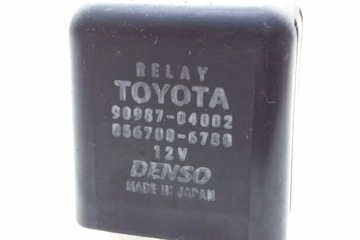 RELAY
TOYOTA
90987-04002
056700-6780
12V
DENSO
MADE IN JAPAN